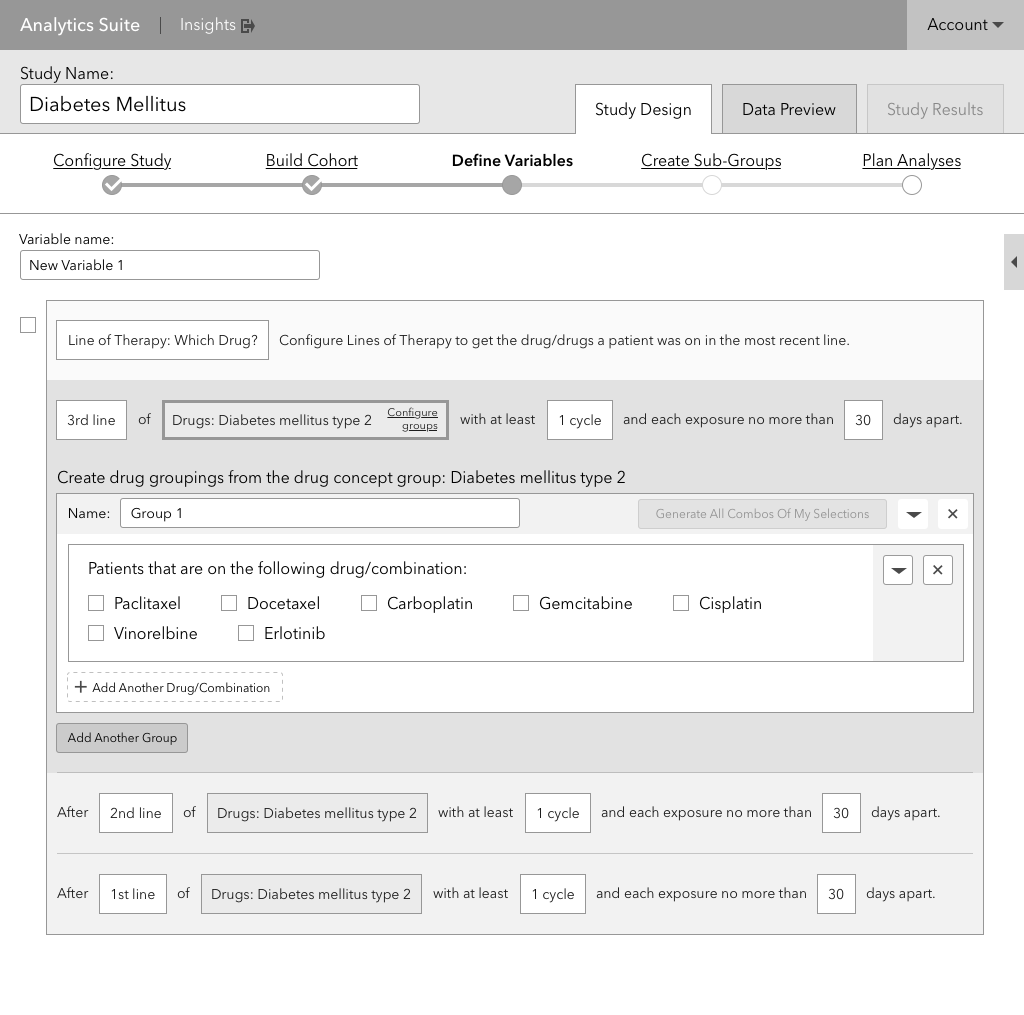 Analytics Suite | Insights Account
Study Name:
Diabetes Mellitus
Study Design Data Preview Study Results
Configure Study Build Cohort Define Variables Create Sub-Groups Plan Analyses
Variable name:
New Variable 1
Line of Therapy: Which Drug? Configure Lines of Therapy to get the drug/drugs a patient was on in the most recent line.
3rd line of Drugs: Diabetes mellitus type 2 Configure groups with at least 1 cycle and each exposure no more than 30 days apart.
Create drug groupings from the drug concept group: Diabetes mellitus type 2
Name: Group 1 Generate All Combos Of My Selections
Patients that are on the following drug/combination:
Paclitaxel Docetaxel Carboplatin Gemcitabine Cisplatin
Vinorelbine Erlotinib
+ Add Another Drug/Combination
Add Another Group
After 2nd line of Drugs: Diabetes mellitus type 2 with at least 1 cycle and each exposure no more than 30 days apart.
After 1st line of Drugs: Diabetes mellitus type 2 with at least 1 cycle and each exposure no more than 30 days apart.